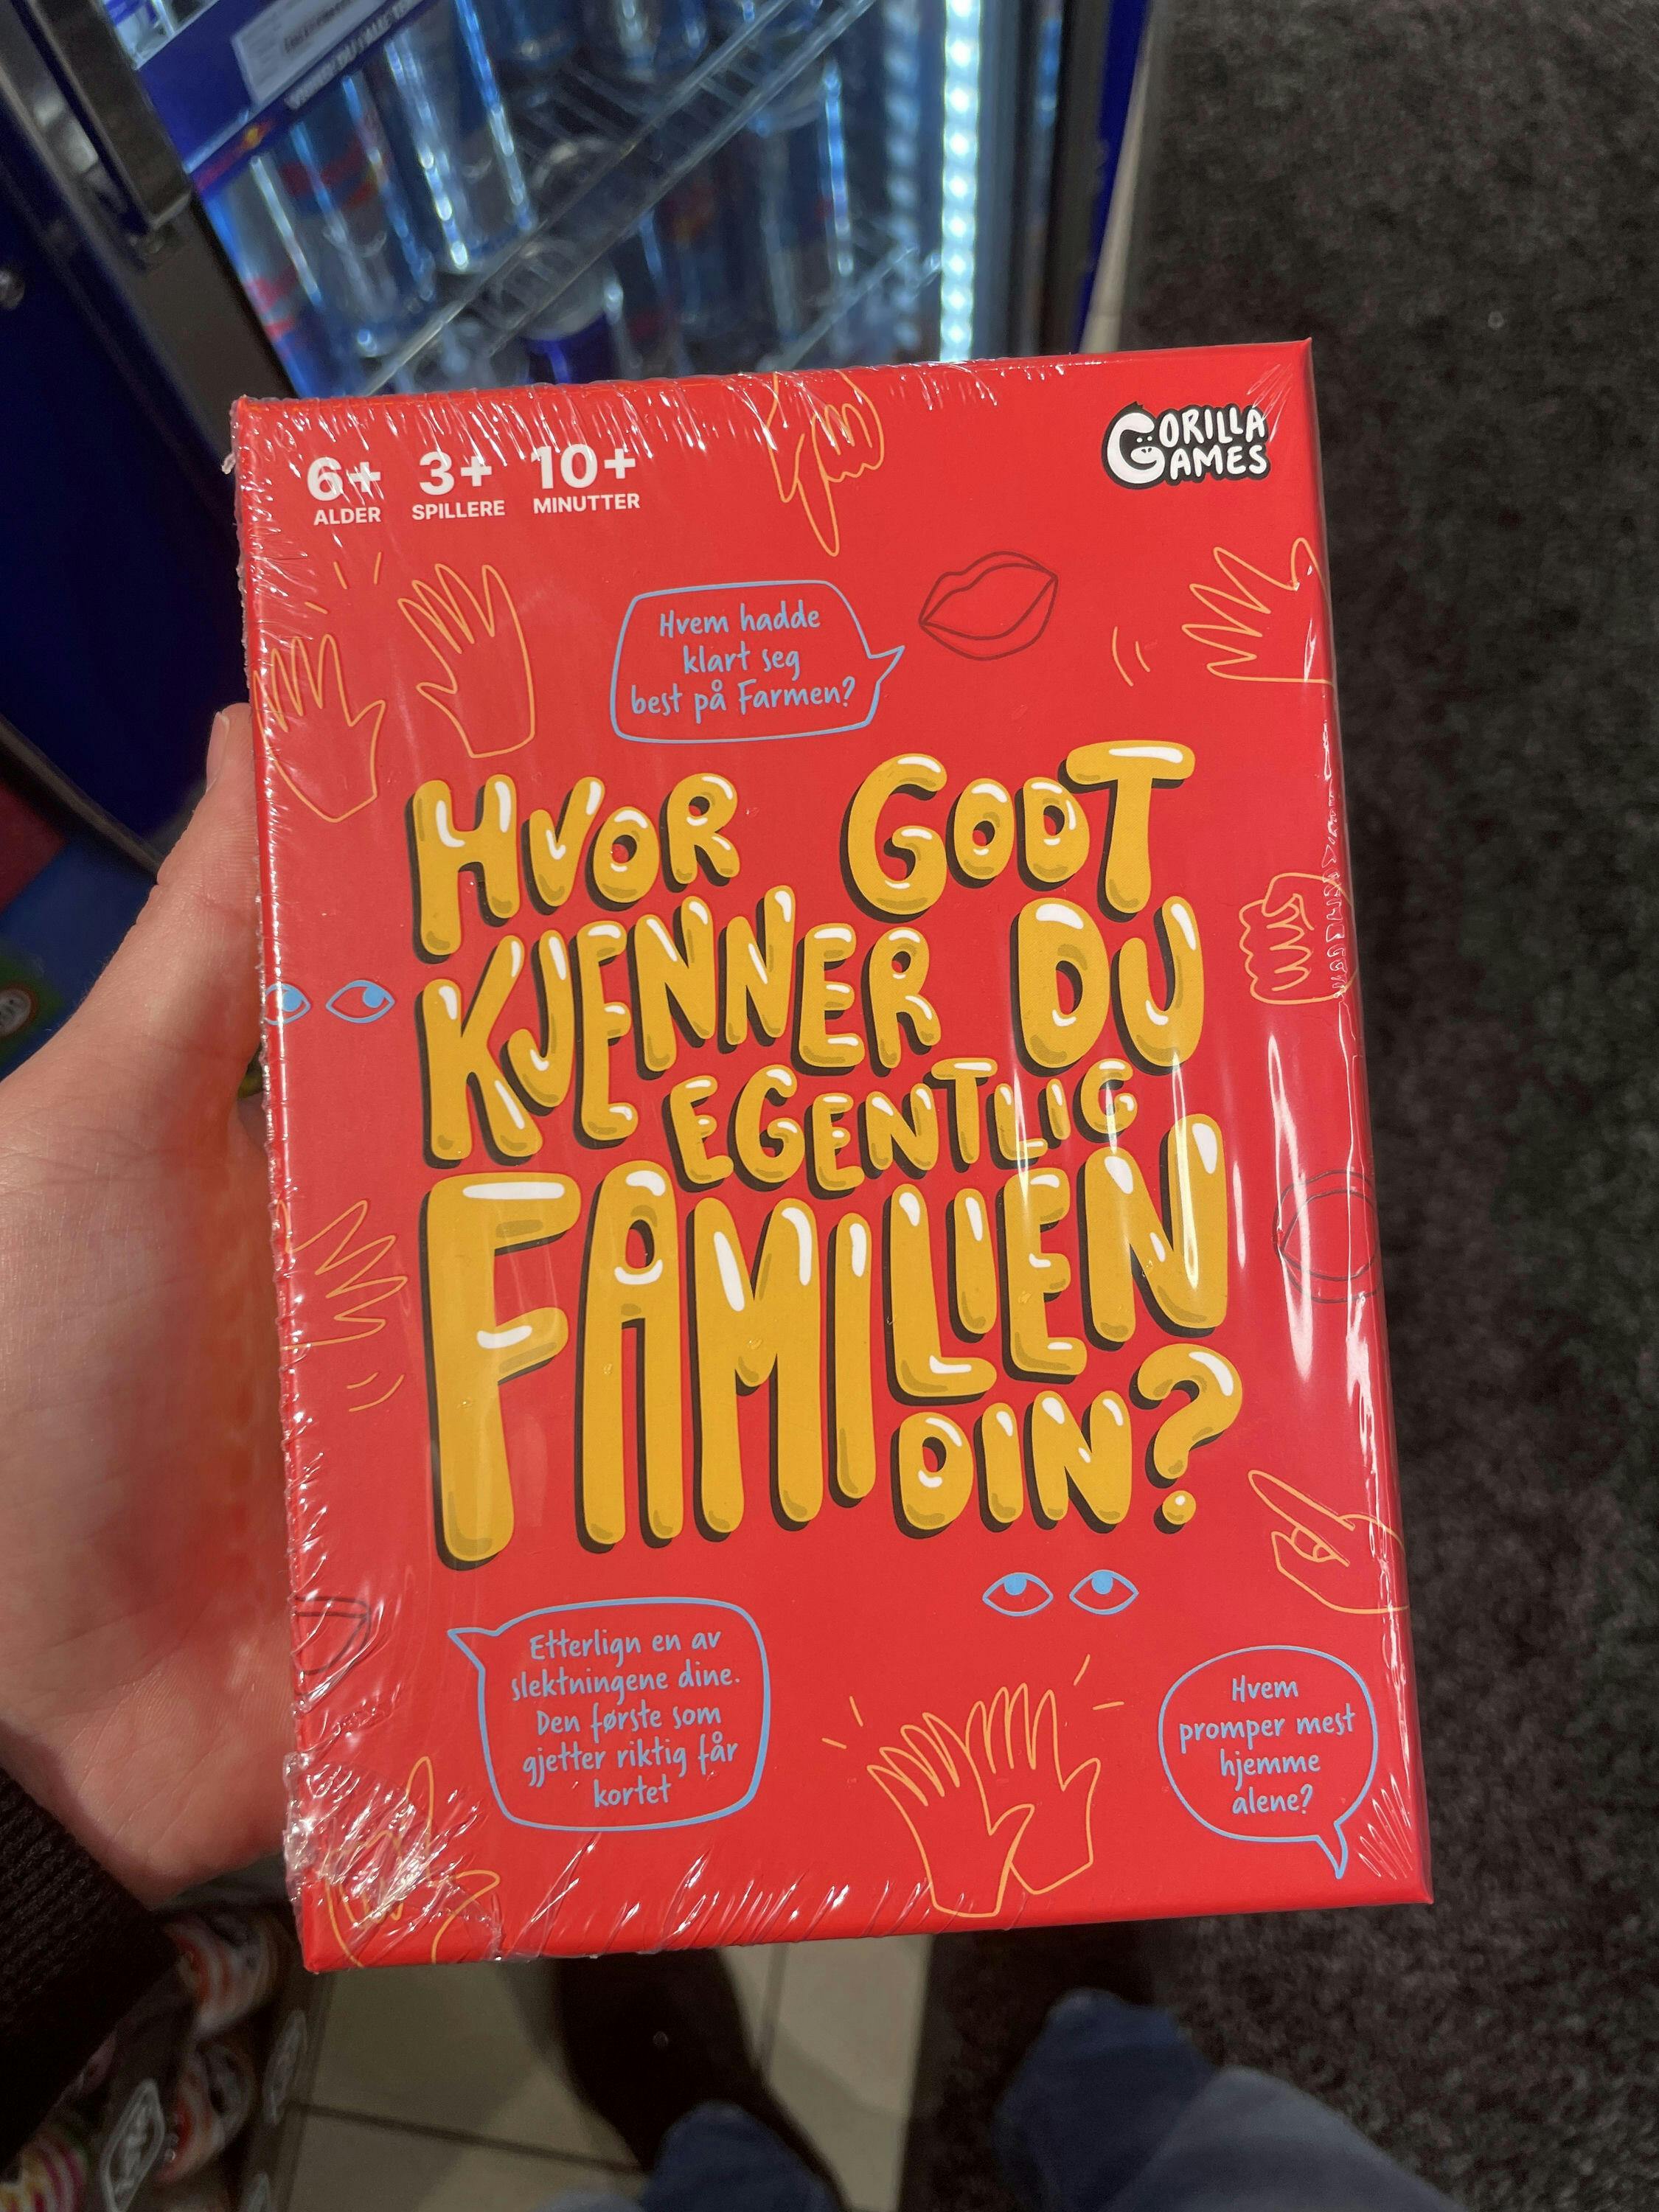 6+ 3+ 10+
ALDER SPILLERE MINUTTER
GORILLA
GAMES
Hvem hadde
klart seg
best på Farmen?
HVOR GODT
KJENNER DU
EGENTLIG
FAMILIEN
DIN?
Etterlign en av
slektningene dine.
Den første som
gjetter riktig får
kortet
Hvem
promper mest
hjemme
alene?